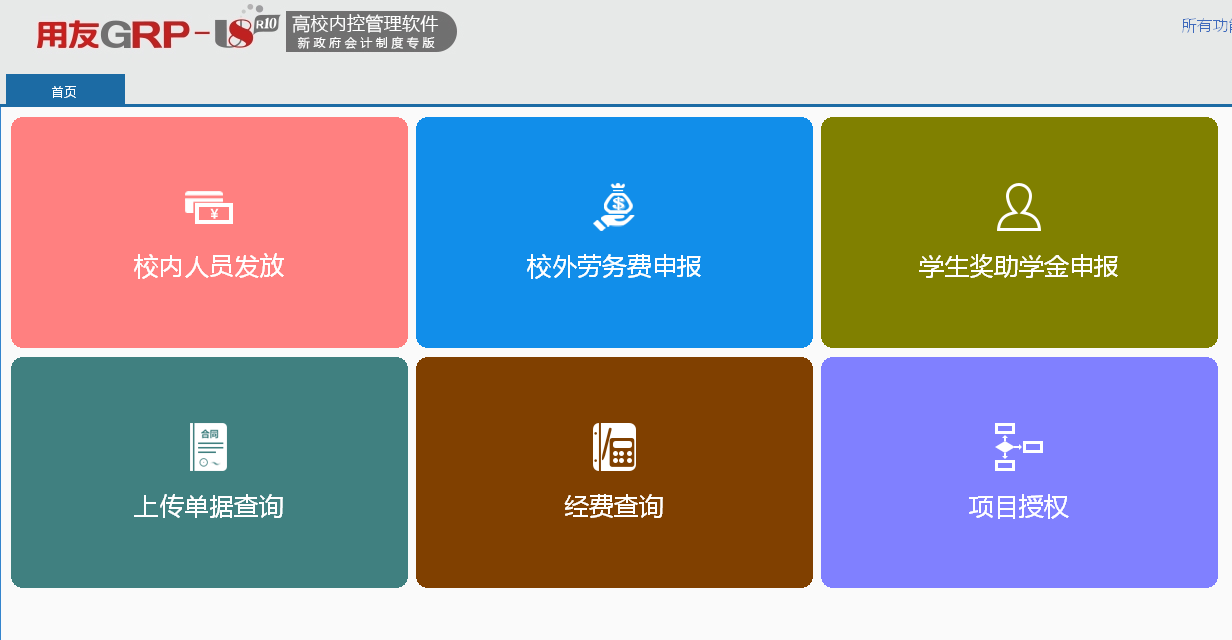 用友GRP-U8 R10
高校内控管理软件
新政府会计制度专版
所有功
首页
校内人员发放
校外劳务费申报
学生奖助学金申报
合同
上传单据查询
经费查询
项目授权